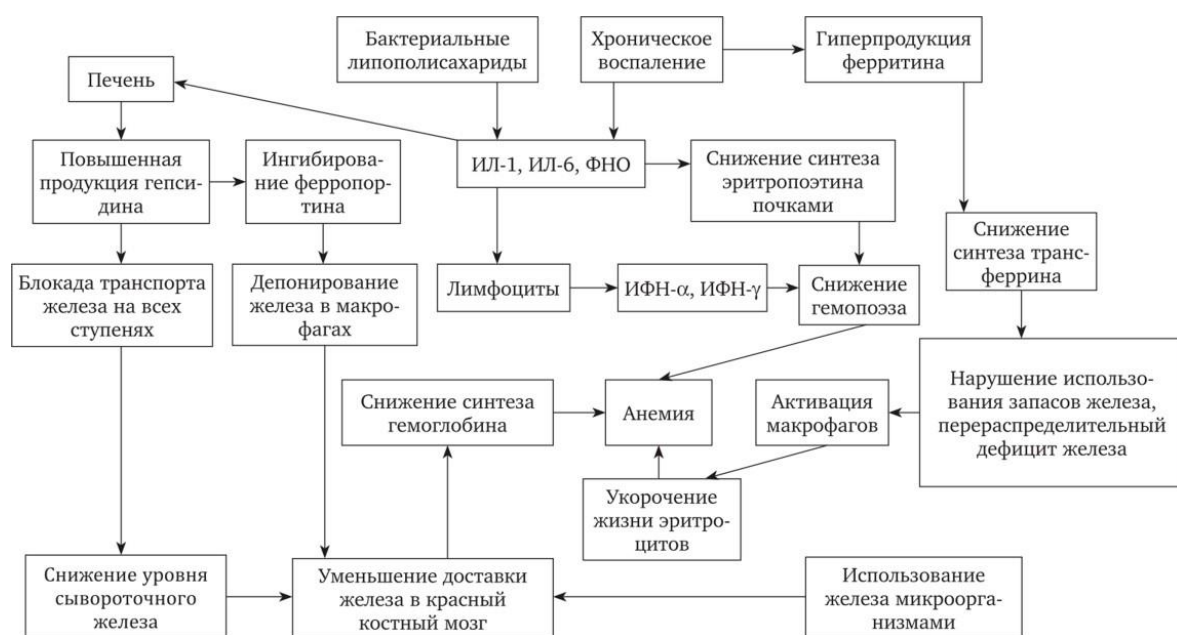 Бактериальные
липополисахариды
Хроническое
воспаление
Гиперпродукция
ферритина
Печень
Повышенная
продукция гепси-
дина
Ингибирова-
ние ферропор-
тина
ИЛ-1, ИЛ-6, ФНО
Снижение синтеза
эритропоэтина
почками
Снижение
синтеза транс-
феррина
Блокада транспорта
железа на всех
ступенях
Депонирование
железа в макро-
фагах
Лимфоциты
ИФН-α, ИФН-γ
Снижение
гемопоэза
Снижение синтеза
гемоглобина
Анемия
Активация
макрофагов
Нарушение использо-
вания запасов железа,
перераспределительный
дефицит железа
Укорочение
жизни эритро-
цитов
Снижение уровня
сывороточного
железа
Уменьшение доставки
железа в красный
костный мозг
Использование
железа микроорга-
низмами